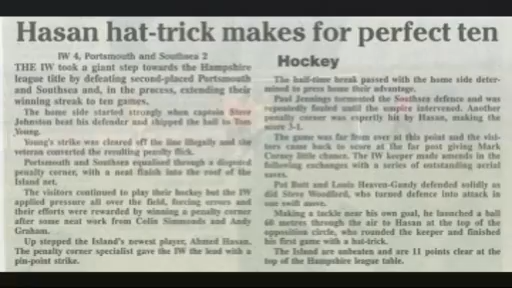 Hasan hat-trick makes for perfect ten
IW 4, Portsmouth and Southsea 2
THE IW took a giant step towards the Hampshire
league title by defeating second-placed Portsmouth
and Southsea and, in the process, extending their
winning streak to ten games.
The home side started strongly when captain Steve
Johnston beat his defender and chipped the ball to Tom
Young.
Young's strike was cleared off the line illegally and the
veteran converted the resulting penalty flick.
Portsmouth and Southsea equalised through a disputed
penalty corner, with a neat finish into the roof of the
Island net.
The visitors continued to play their hockey but the IW
applied pressure all over the field, forcing errors and
their efforts were rewarded by winning a penalty corner
after some neat work from Celin Simmonds and Andy
Graham.
Up stepped the Island's newest player, Ahmed Hasan.
The penalty corner specialist gave the IW the lead with a
pin-point strike.
Hockey
The half-time break passed with the home side deter-
mined to press home their advantage.
Paul Jennings tormented the Southsea defence and was
repeatedly fouled until the umpire intervened. Another
penalty corner was expertly hit by Hasan, making the
score 3-1.
The game was far from over at this point and the visi-
tors came back to score at the far post giving Mark
Corney little chance. The IW keeper made amends in the
following exchanges with a series of outstanding aerial
saves.
Pat Butt and Louis Heaven-Gundy defended solidly as
did Steve Woodford, who turned defence into attack in
one swift move.
Making a tackle near his own goal, he launched a ball
60 metres through the air to Hasan at the top of the
opposition circle, who rounded the keeper and finished
his first game with a hat-trick.
The Island are unbeaten and are 11 points clear at the
top of the Hampshire league table.